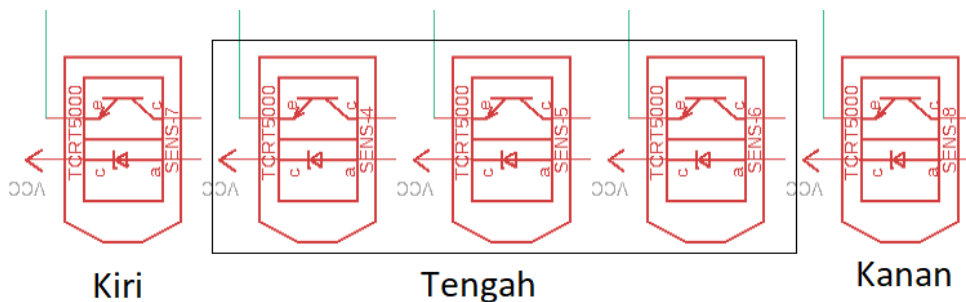 TCRT5000 e c c a SENS-7 VCC
TCRT5000 e c c a SENS-4 VCC
TCRT5000 e c c a SENS-5 VCC
TCRT5000 e c c a SENS-6 VCC
TCRT5000 e c c a SENS-8 VCC
Kiri
Tengah
Kanan